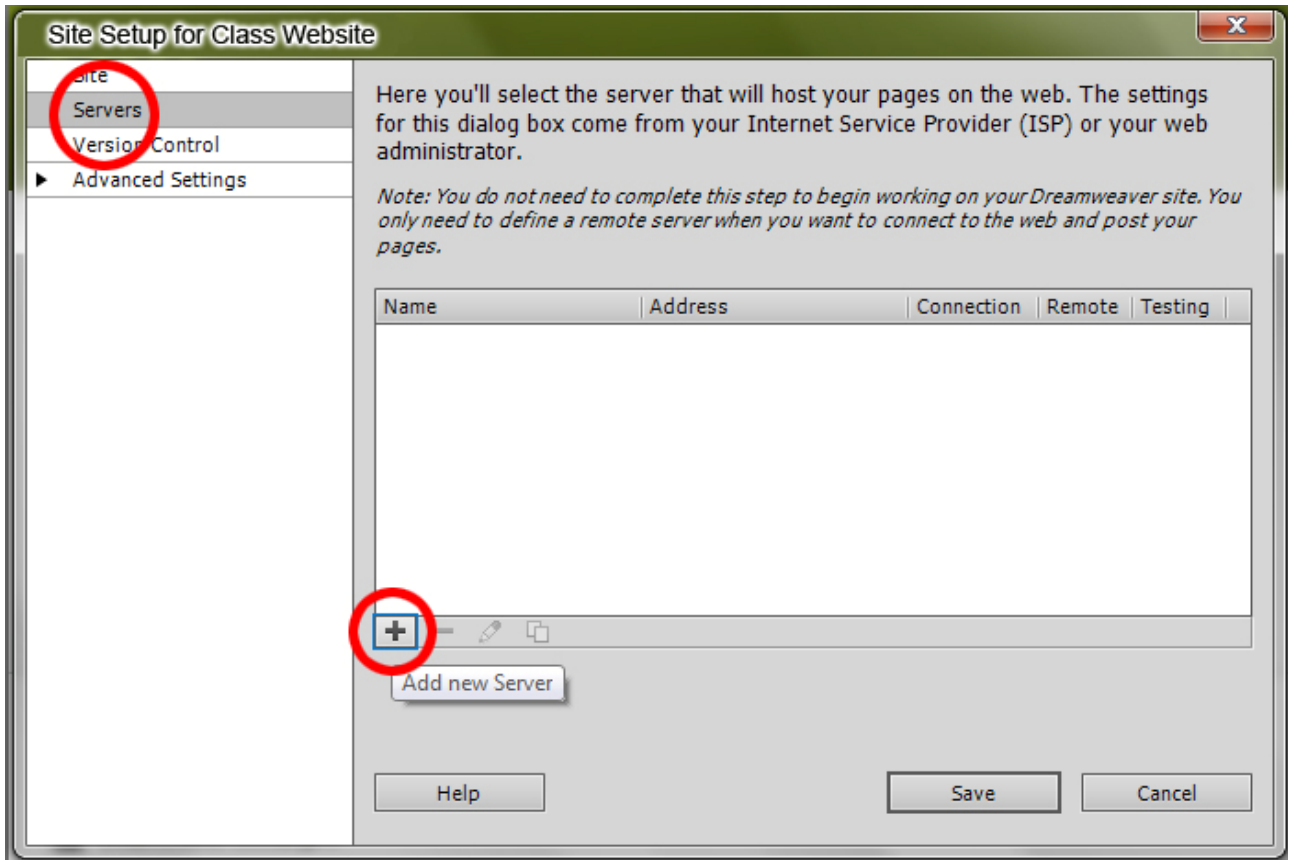 Site Setup for Class Website
X
Site
Servers
Version Control
Advanced Settings
Here you'll select the server that will host your pages on the web. The settings
for this dialog box come from your Internet Service Provider (ISP) or your web
administrator.
Note: You do not need to complete this step to begin working on your Dreamweaver site. You
only need to define a remote server when you want to connect to the web and post your
pages.
Name Address Connection Remote Testing
Add new Server
Help Save Cancel